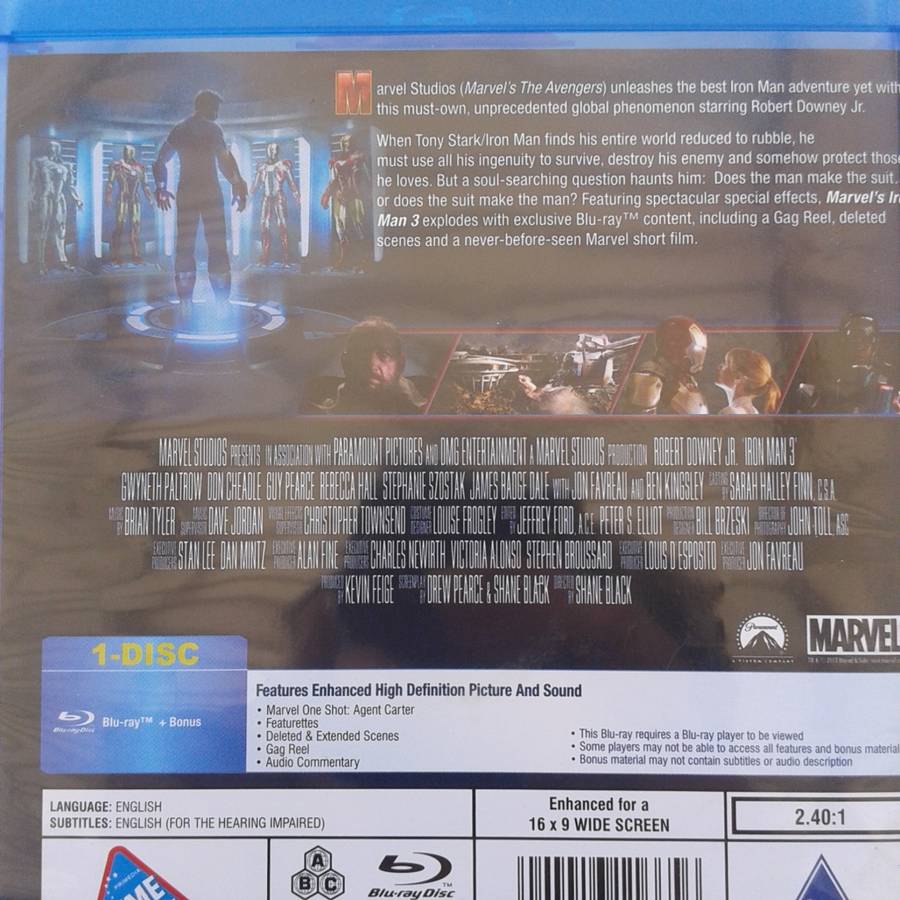 Marvel Studios (Marvel's The Avengers) unleashes the best Iron Man adventure yet with
this must-own, unprecedented global phenomenon starring Robert Downey Jr.
When Tony Stark/Iron Man finds his entire world reduced to rubble, he
must use all his ingenuity to survive, destroy his enemy and somehow protect those
he loves. But a soul-searching question haunts him: Does the man make the suit.
or does the suit make the man? Featuring spectacular special effects, Marvel's Ir
Man 3 explodes with exclusive Blu-ray™ content, including a Gag Reel, deleted
scenes and a never-before-seen Marvel short film.
MARVEL STUDIOS PRESENTS IN ASSOCIATION WITH PARAMOUNT PICTURES AND DMG ENTERTAINMENT A MARVEL STUDIOS PRODUCTION ROBERT DOWNEY JR. 'IRON MAN 3'
GWYNETH PALTROW DON CHEADLE GUY PEARCE REBECCA HALL STEPHANIE SZOSTAK JAMES BADGE DALE WITH JON FAVREAU AND BEN KINGSLEY CASTING BY SARAH HALLEY FINN, C.S.A.
MUSIC BY BRIAN TYLER MUSIC SUPERVISOR DAVE JORDAN VISUAL EFFECTS SUPERVISOR CHRISTOPHER TOWNSEND COSTUME DESIGNER LOUISE FROGLEY EDITED BY JEFFREY FORD, A.C.E. PETER S. ELLIOT PRODUCTION DESIGNER BILL BRZESKI DIRECTOR OF PHOTOGRAPHY JOHN TOLL, ASC
EXECUTIVE PRODUCERS STAN LEE DAN MINTZ EXECUTIVE PRODUCER ALAN FINE EXECUTIVE PRODUCERS CHARLES NEWIRTH VICTORIA ALONSO STEPHEN BROUSSARD EXECUTIVE PRODUCER LOUIS D'ESPOSITO EXECUTIVE PRODUCER JON FAVREAU
PRODUCED BY KEVIN FEIGE SCREENPLAY BY DREW PEARCE & SHANE BLACK DIRECTED BY SHANE BLACK
Paramount
A VIACOM COMPANY
MARVEL
1-DISC
Blu-ray Disc
Blu-ray™ + Bonus
Features Enhanced High Definition Picture And Sound
• Marvel One Shot: Agent Carter
• Featurettes
• Deleted & Extended Scenes
• Gag Reel
• Audio Commentary
• This Blu-ray requires a Blu-ray player to be viewed
• Some players may not be able to access all features and bonus material
• Bonus material may not contain subtitles or audio description
LANGUAGE: ENGLISH
SUBTITLES: ENGLISH (FOR THE HEARING IMPAIRED)
Enhanced for a
16 x 9 WIDE SCREEN
2.40:1
PRIMEDIA
A
B C
Blu-ray Disc™